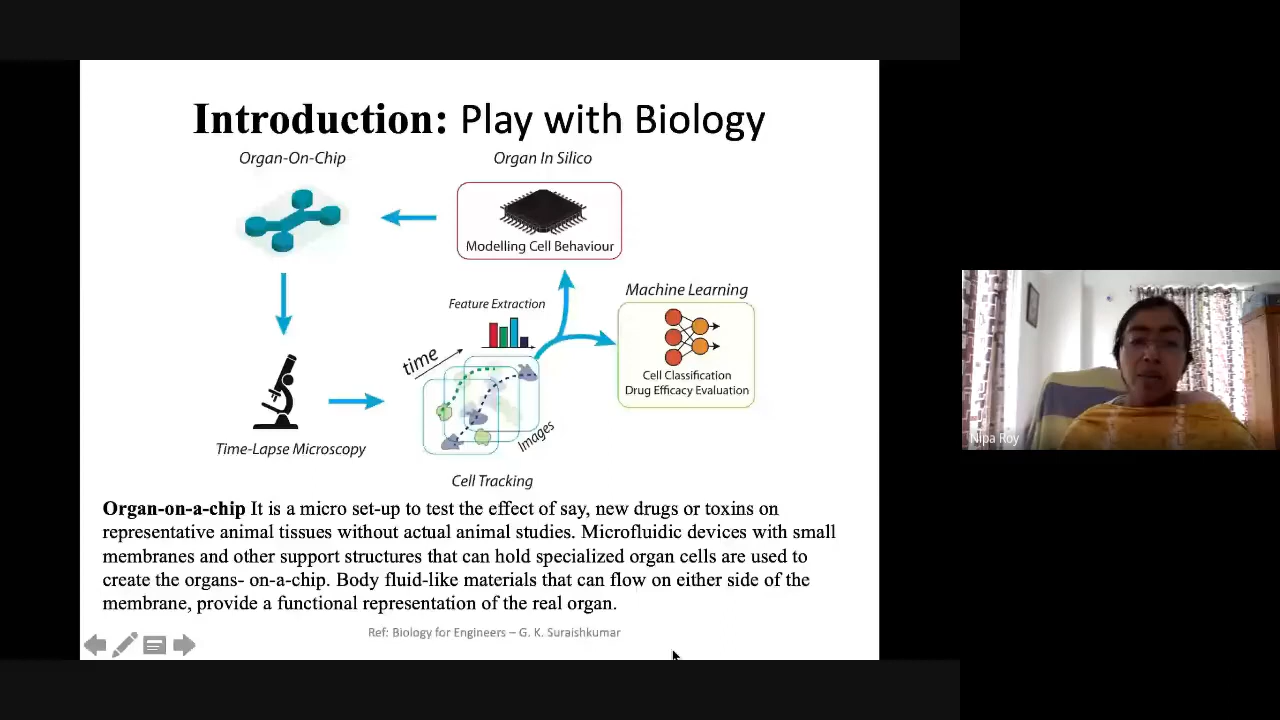 Introduction: Play with Biology
Organ-On-Chip
Organ In Silico
Modelling Cell Behaviour
Feature Extraction
Machine Learning
time
Cell Classification
Drug Efficacy Evaluation
Images
Time-Lapse Microscopy
Cell Tracking
Organ-on-a-chip It is a micro set-up to test the effect of say, new drugs or toxins on
representative animal tissues without actual animal studies. Microfluidic devices with small
membranes and other support structures that can hold specialized organ cells are used to
create the organs- on-a-chip. Body fluid-like materials that can flow on either side of the
membrane, provide a functional representation of the real organ.
Ref: Biology for Engineers – G. K. Suraishkumar
Nipa Roy